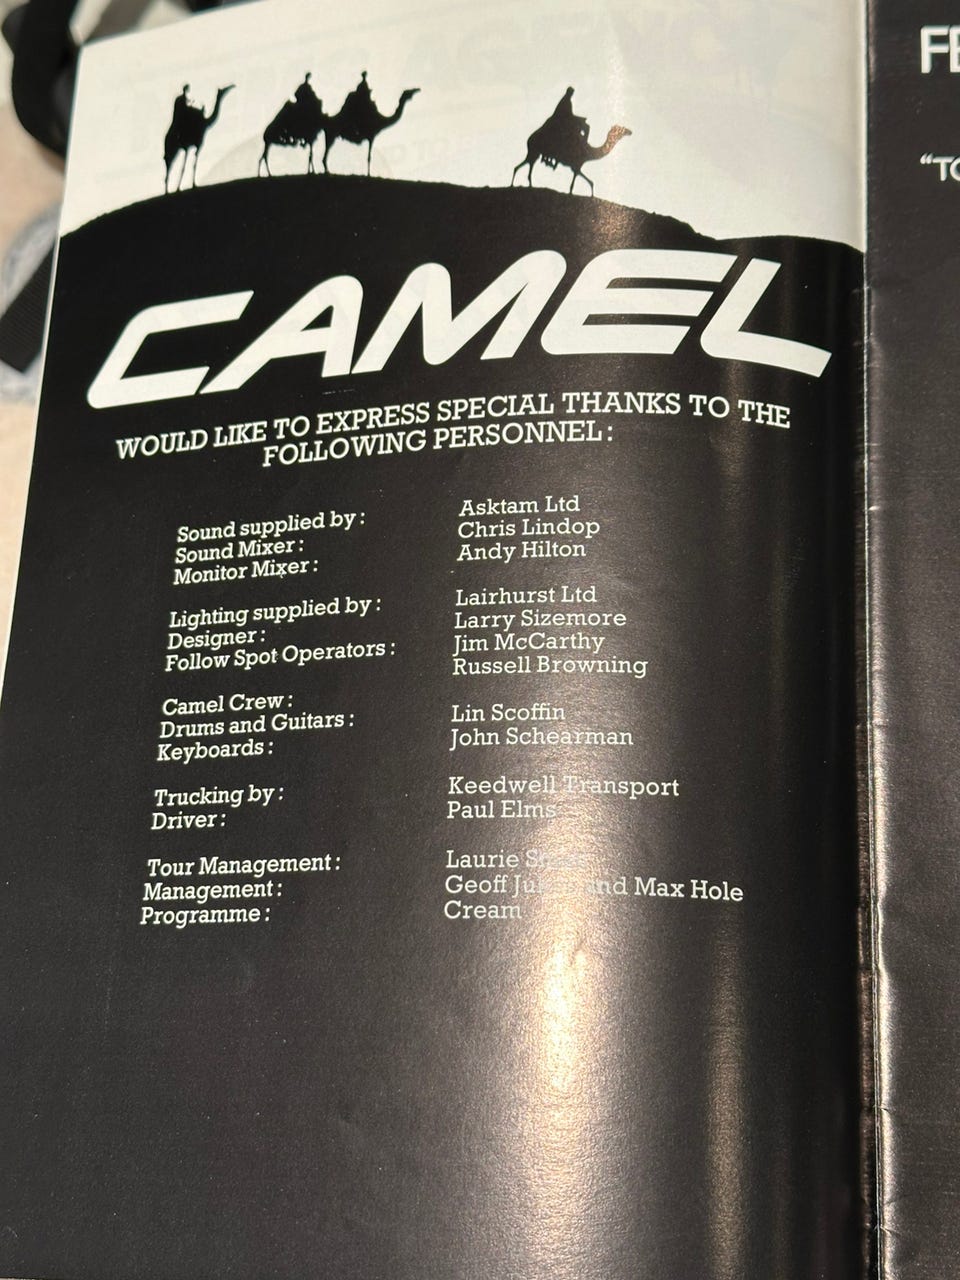 CAMEL
WOULD LIKE TO EXPRESS SPECIAL THANKS TO THE
FOLLOWING PERSONNEL:
Sound supplied by: Asktam Ltd
Sound Mixer: Chris Lindop
Monitor Mixer: Andy Hilton
Lighting supplied by: Lairhurst Ltd
Designer: Larry Sizemore
Follow Spot Operators: Jim McCarthy
Russell Browning
Camel Crew:
Drums and Guitars: Lin Scoffin
Keyboards: John Schearman
Trucking by: Keedwell Transport
Driver: Paul Elms
Tour Management: Laurie
Management: Geoff and Max Hole
Programme: Cream
FE
“TO